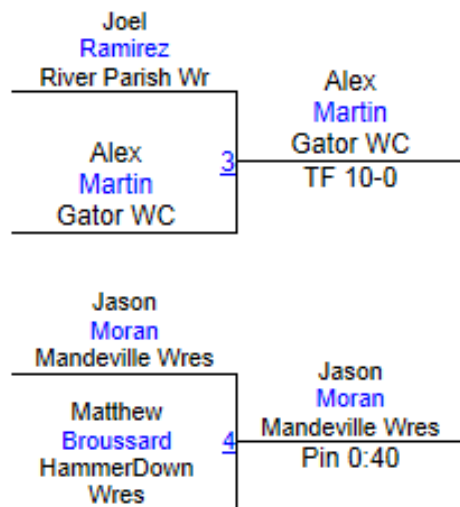 Joel
Ramirez
River Parish Wr
Alex
Martin
Gator WC
3
Alex
Martin
Gator WC
TF 10-0
Jason
Moran
Mandeville Wres
Matthew
Broussard
HammerDown
Wres
4
Jason
Moran
Mandeville Wres
Pin 0:40